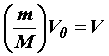 (m/M)V₀ = V